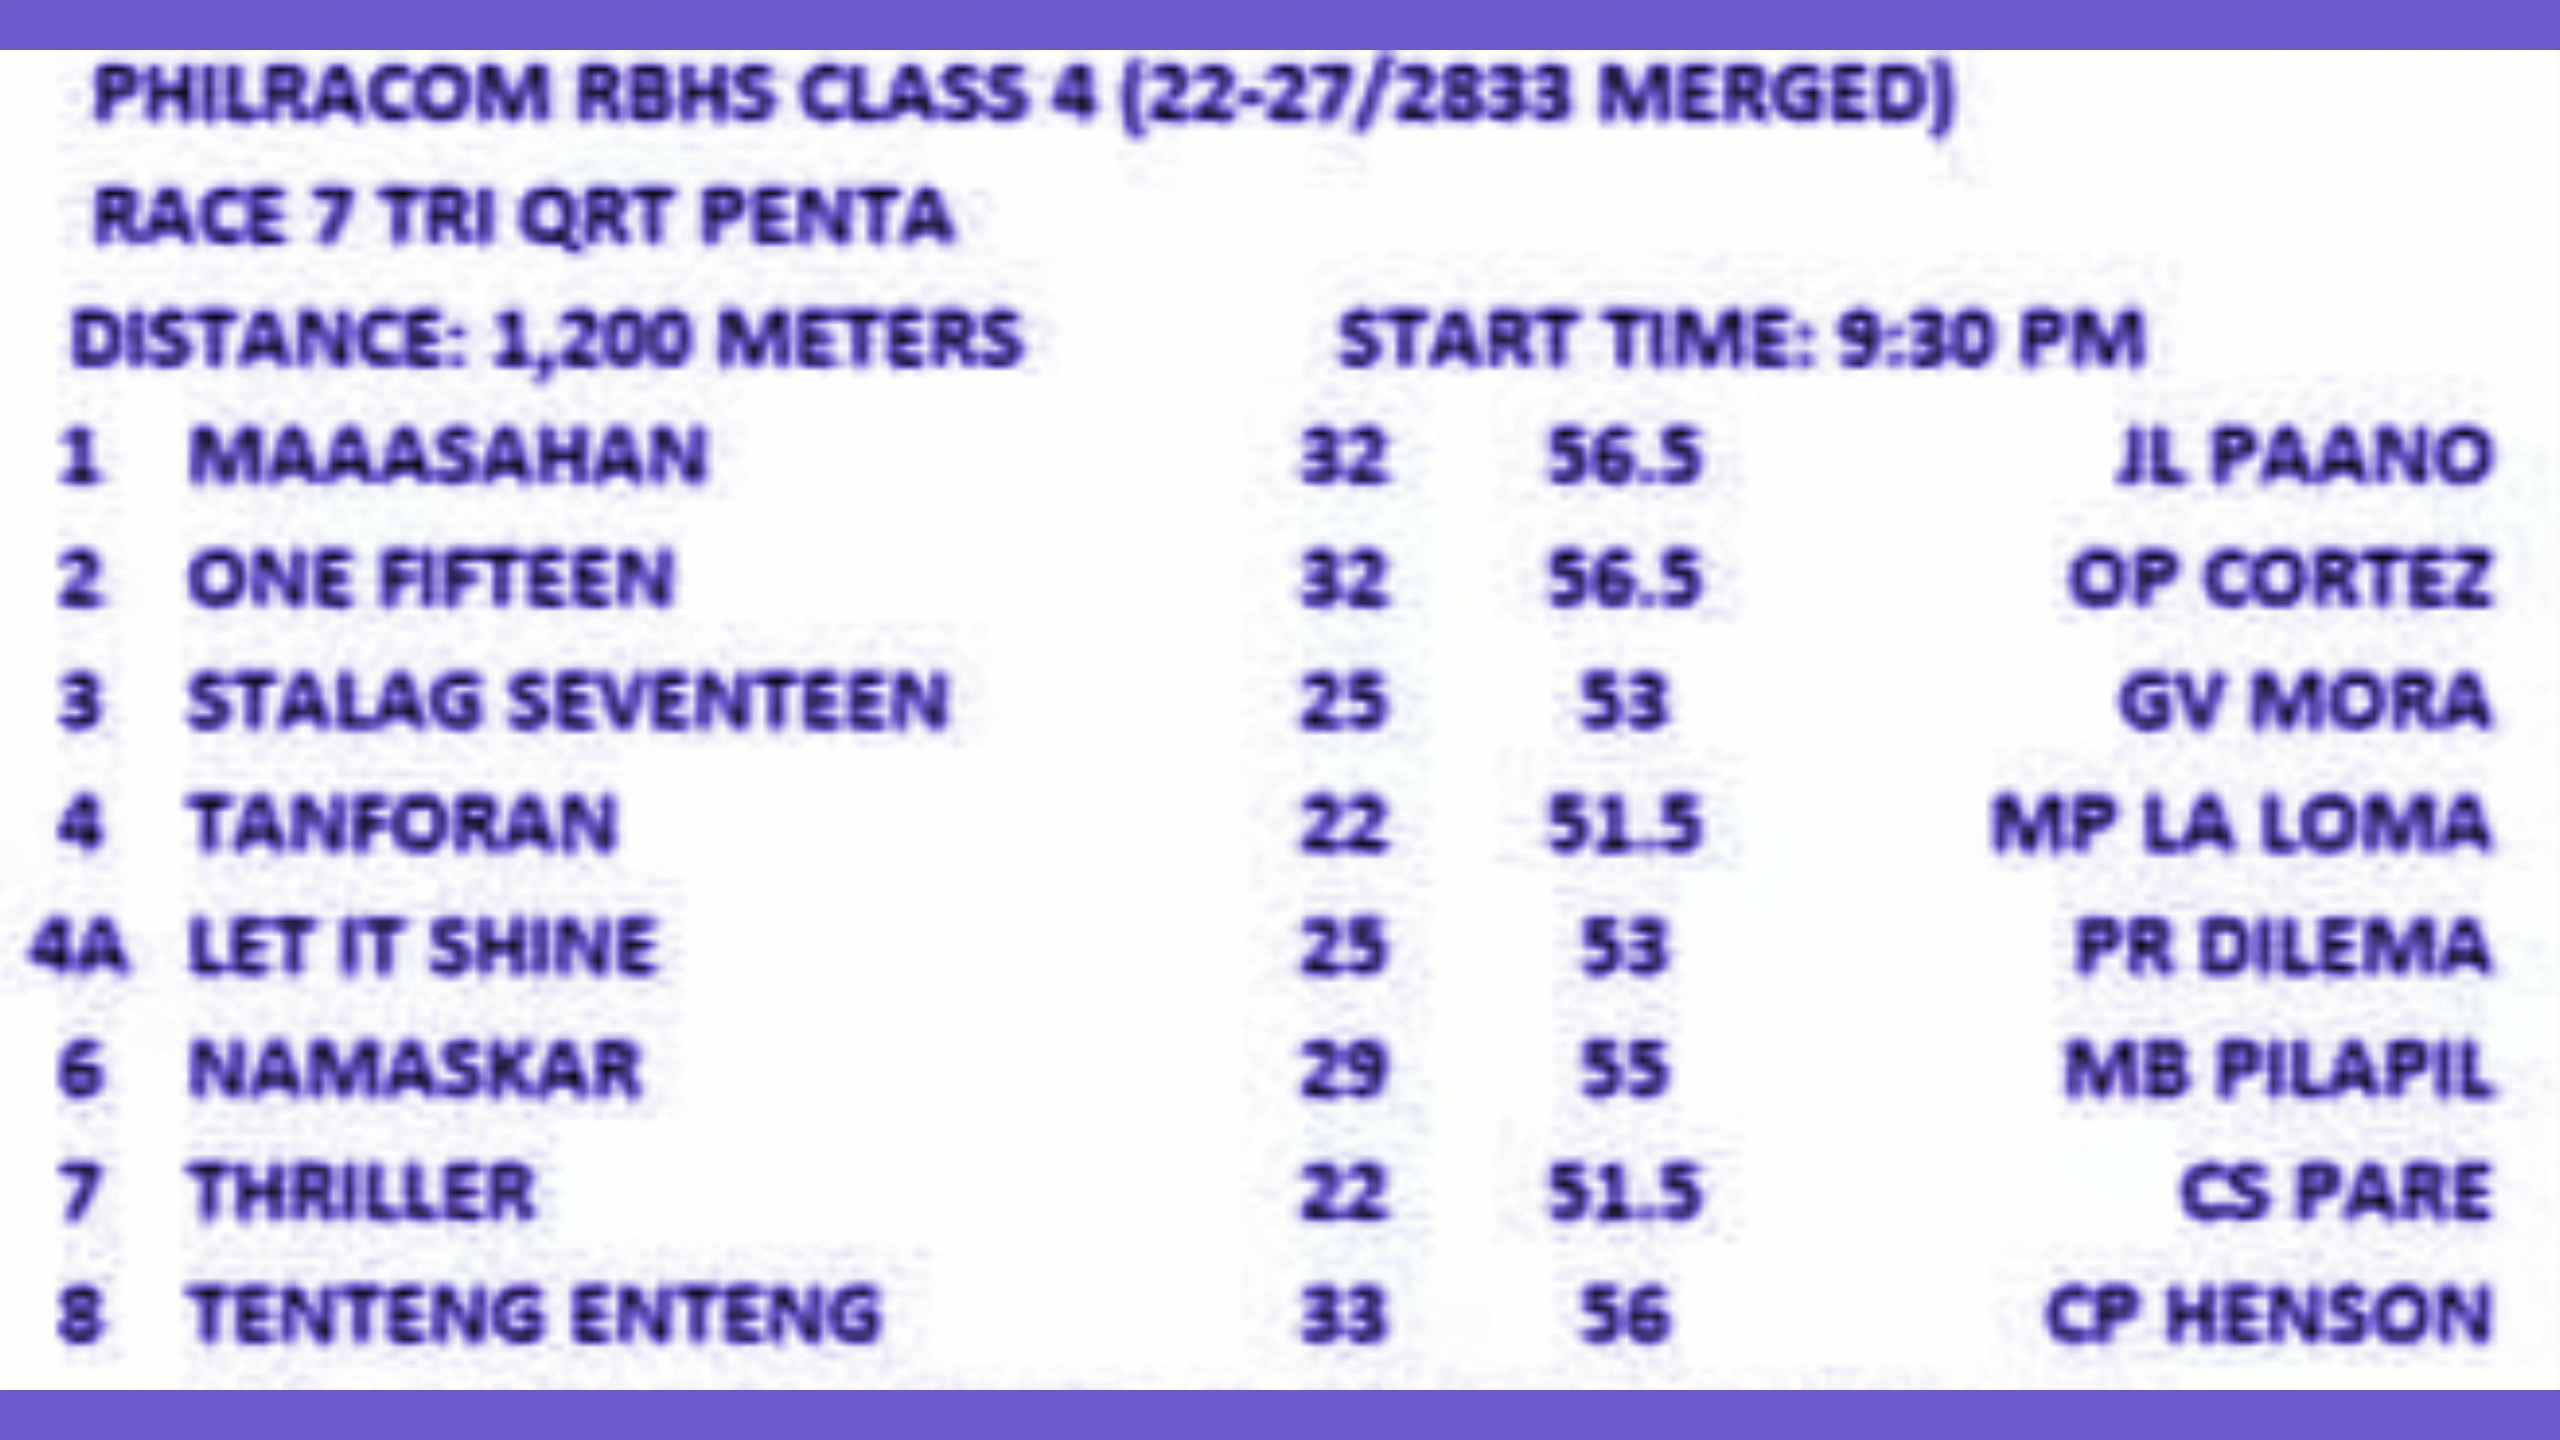 PHILRACOM RBHS CLASS 4 (22-27/2833 MERGED)
RACE 7 TRI QRT PENTA
DISTANCE: 1,200 METERS START TIME: 9:30 PM
1 MAAASAHAN 32 56.5 JL PAANO
2 ONE FIFTEEN 32 56.5 OP CORTEZ
3 STALAG SEVENTEEN 25 53 GV MORA
4 TANFORAN 22 51.5 MP LA LOMA
4A LET IT SHINE 25 53 PR DILEMA
6 NAMASKAR 29 55 MB PILAPIL
7 THRILLER 22 51.5 CS PARE
8 TENTENG ENTENG 33 56 CP HENSON